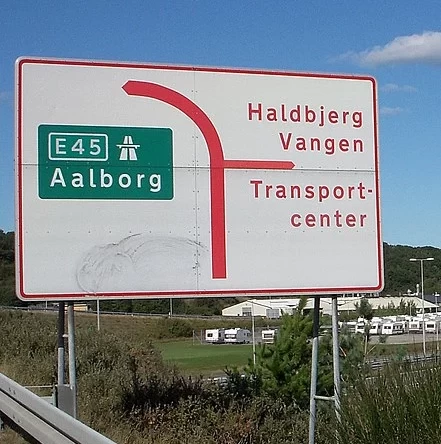 E45
Aalborg
Haldbjerg
Vangen
Transport-
center